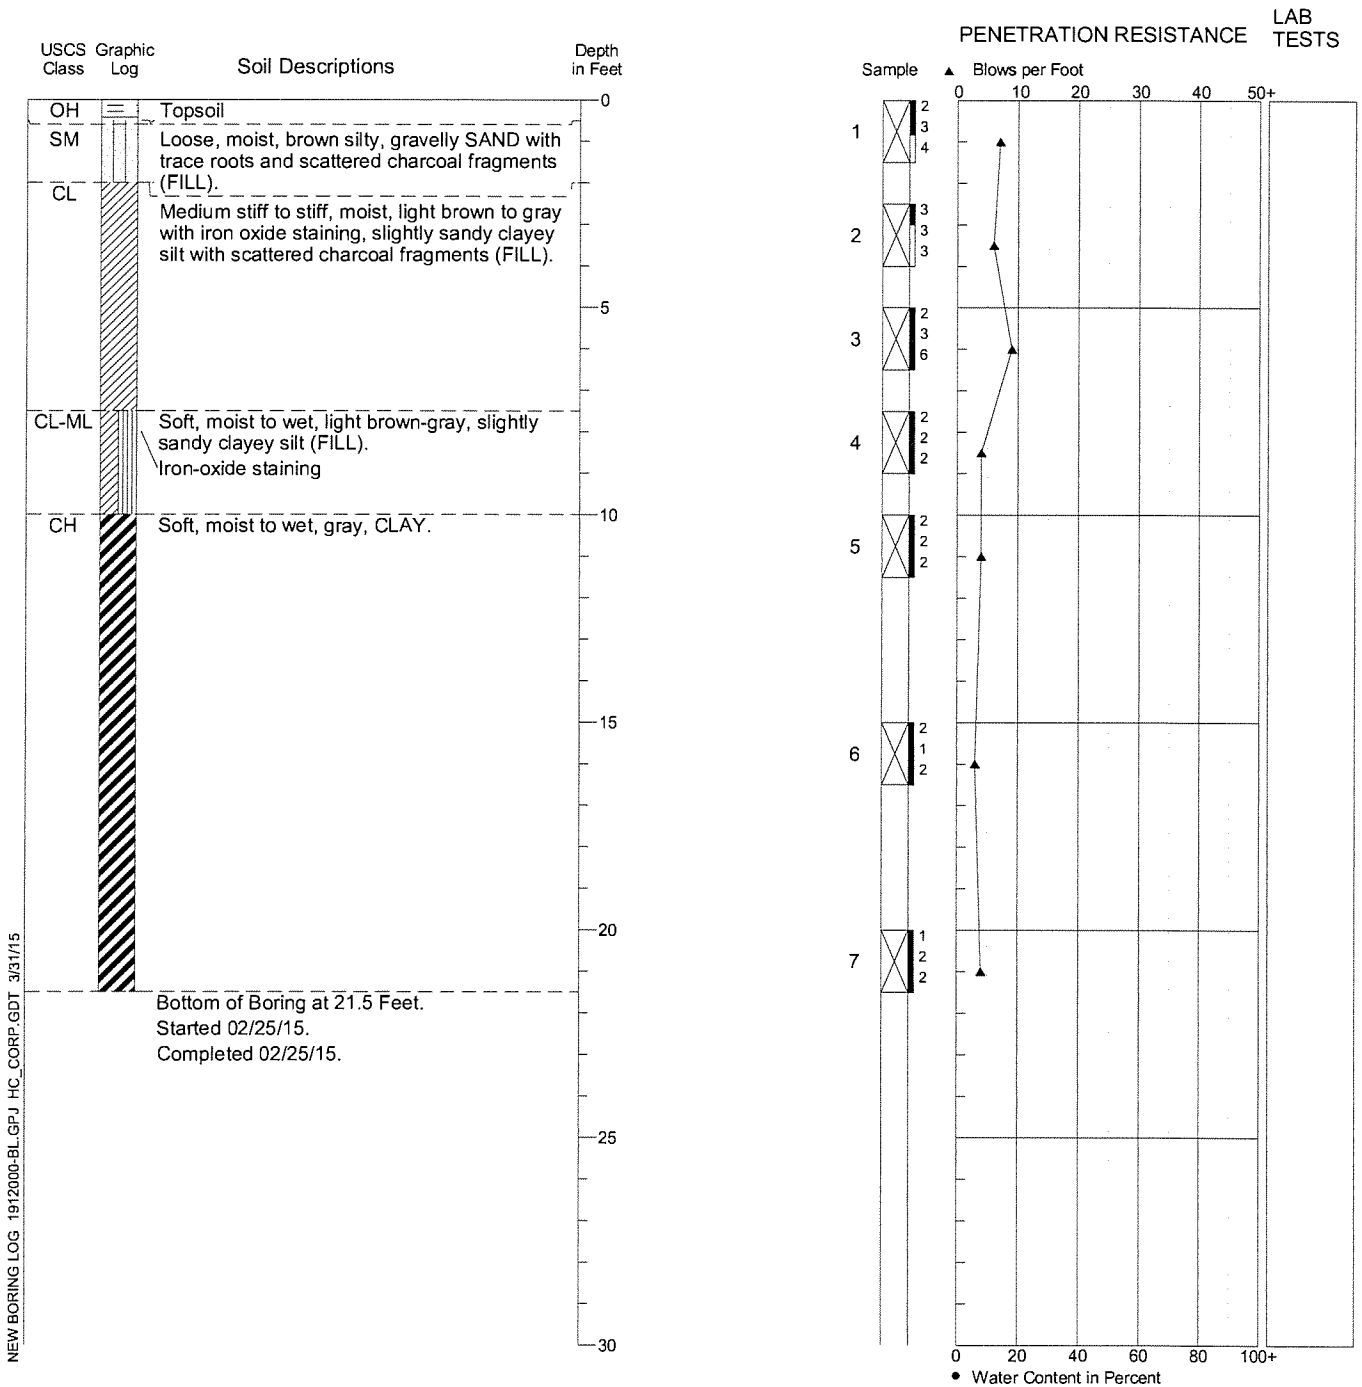 USCS Class
Graphic Log
Soil Descriptions
Depth in Feet
OH
Topsoil
SM
Loose, moist, brown silty, gravelly SAND with
trace roots and scattered charcoal fragments
(FILL).
CL
Medium stiff to stiff, moist, light brown to gray
with iron oxide staining, slightly sandy clayey
silt with scattered charcoal fragments (FILL).
CL-ML
Soft, moist to wet, light brown-gray, slightly
sandy clayey silt (FILL).
Iron-oxide staining
CH
Soft, moist to wet, gray, CLAY.
Bottom of Boring at 21.5 Feet.
Started 02/25/15.
Completed 02/25/15.
0
5
10
15
20
25
30
PENETRATION RESISTANCE
LAB
TESTS
Sample
▲ Blows per Foot
0 10 20 30 40 50+
1
2
3
4
2
3
3
3
3
2
3
6
4
2
2
2
5
2
2
2
6
2
1
2
7
1
2
2
0 20 40 60 80 100+
● Water Content in Percent
NEW BORING LOG 1912000-BL.GPJ HC_CORP.GDT 3/31/15